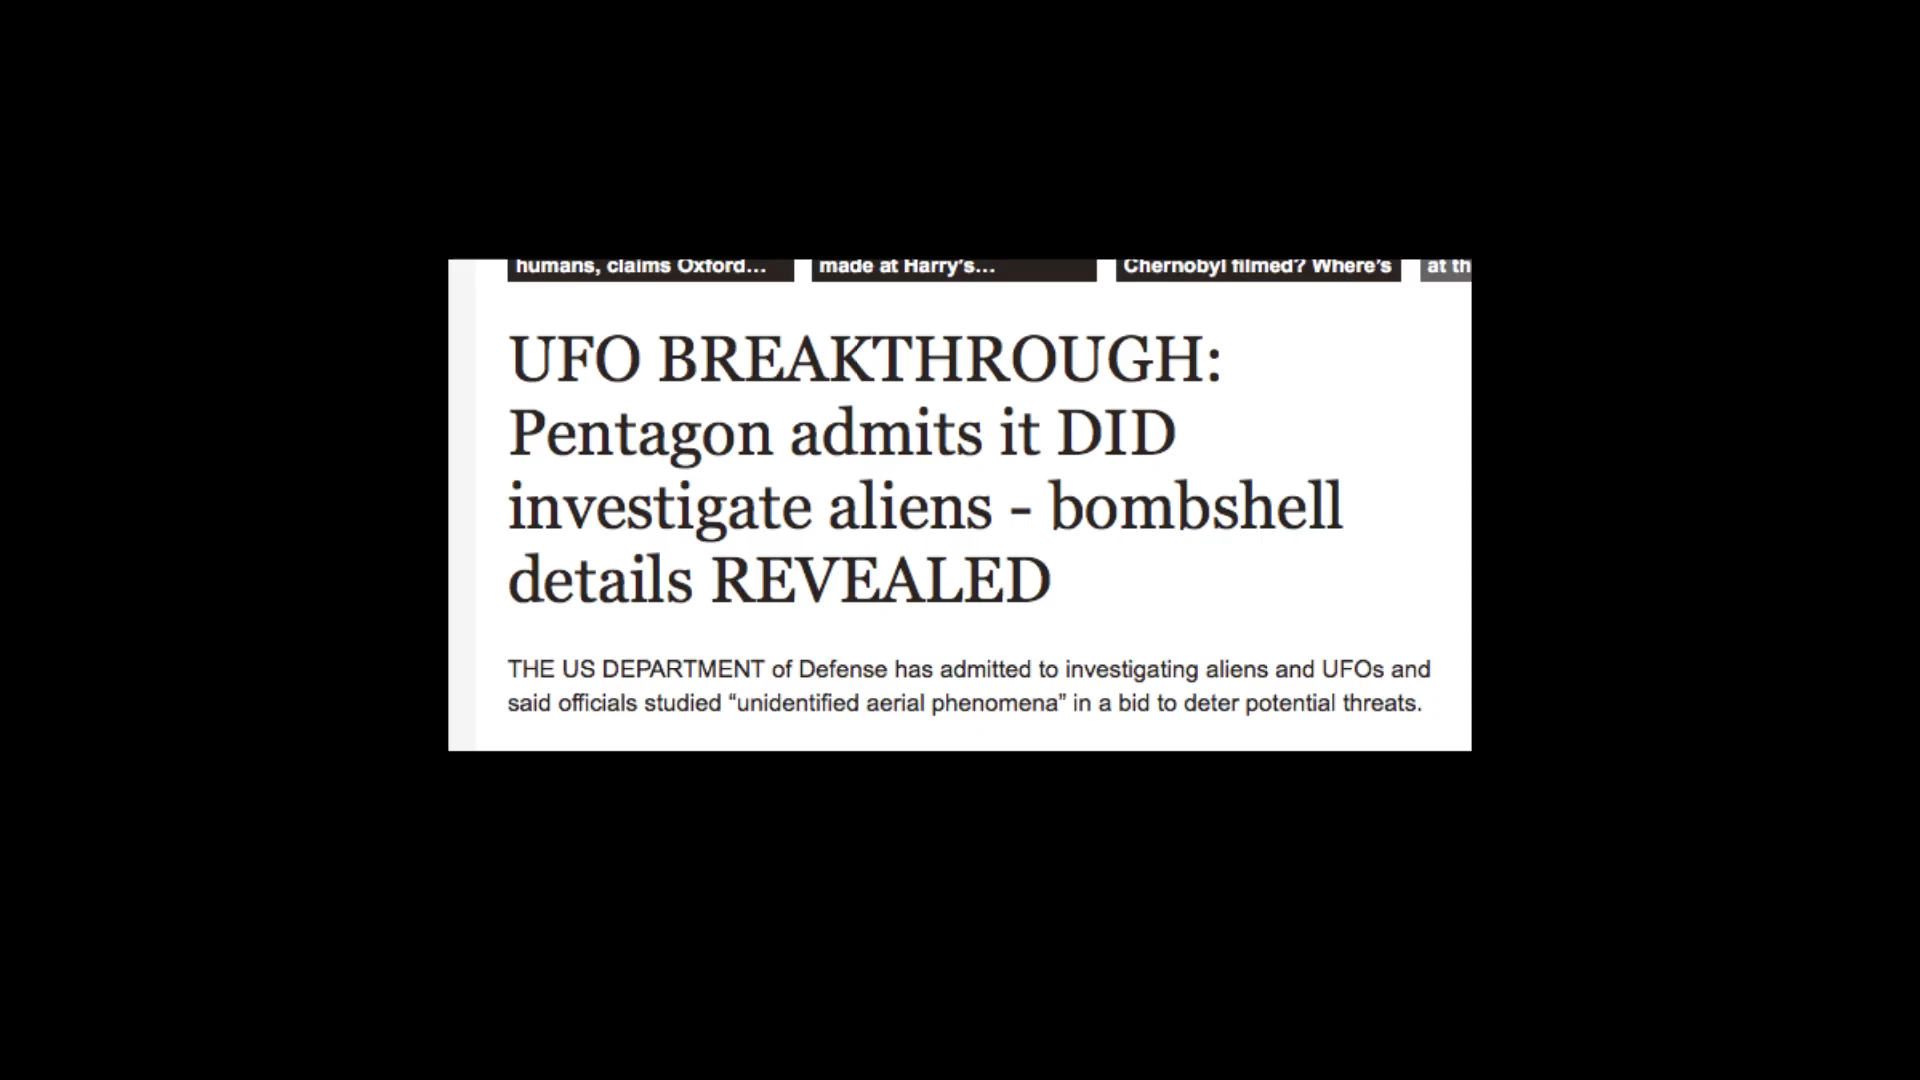 humans, claims Oxford...
made at Harry's...
Chernobyl filmed? Where's
at th
UFO BREAKTHROUGH:
Pentagon admits it DID
investigate aliens - bombshell
details REVEALED
THE US DEPARTMENT of Defense has admitted to investigating aliens and UFOs and
said officials studied “unidentified aerial phenomena” in a bid to deter potential threats.